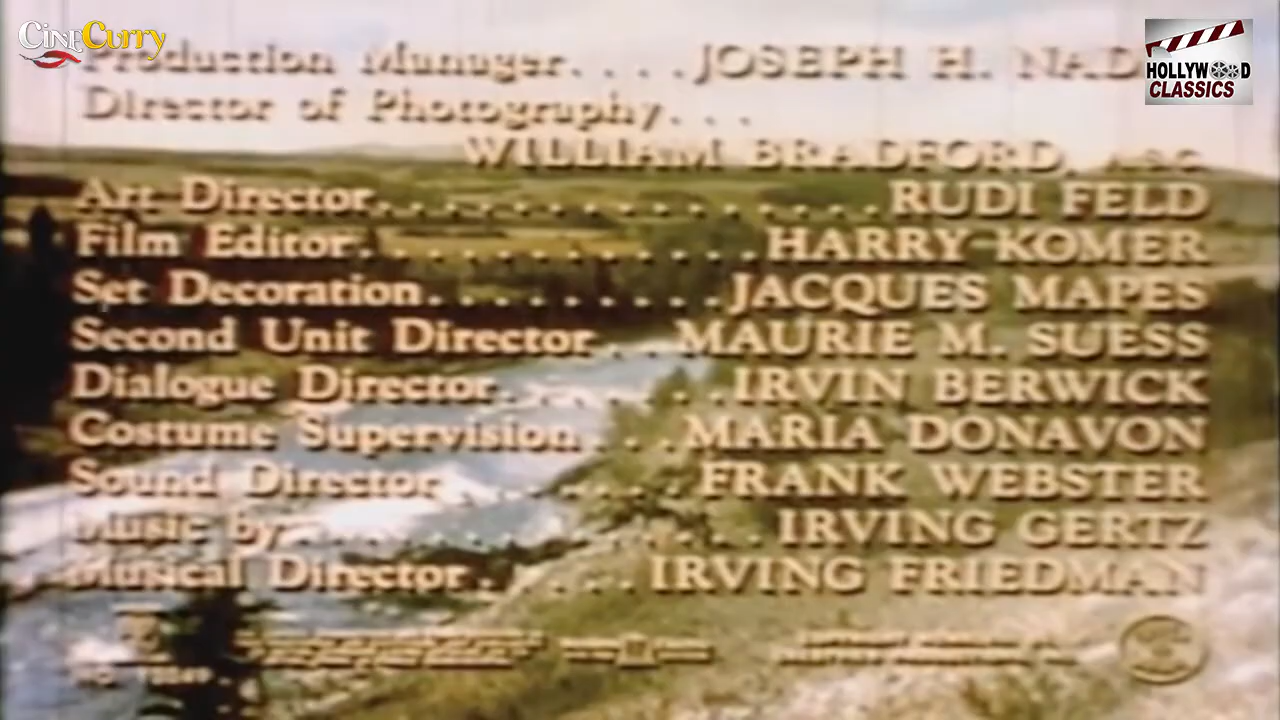 CINECURRY
HOLLYWOOD
CLASSICS
Production Manager. . . . JOSEPH H.
Director of Photography. . .
WILLIAM BRADFORD, A.S.C.
Art Director. . . . . . . . . . . . . . . . RUDI FELD
Film Editor. . . . . . . . . . . . HARRY KOMER
Set Decoration. . . . . . . . . JACQUES MAPES
Second Unit Director. . . MAURIE M. SUESS
Dialogue Director. . . . . . . IRVIN BERWICK
Costume Supervision. . . MARIA DONAVON
Sound Director. . . . . . . . FRANK WEBSTER
Music by. . . . . . . . . . . . . . . IRVING GERTZ
Musical Director. . . . . . IRVING FRIEDMAN